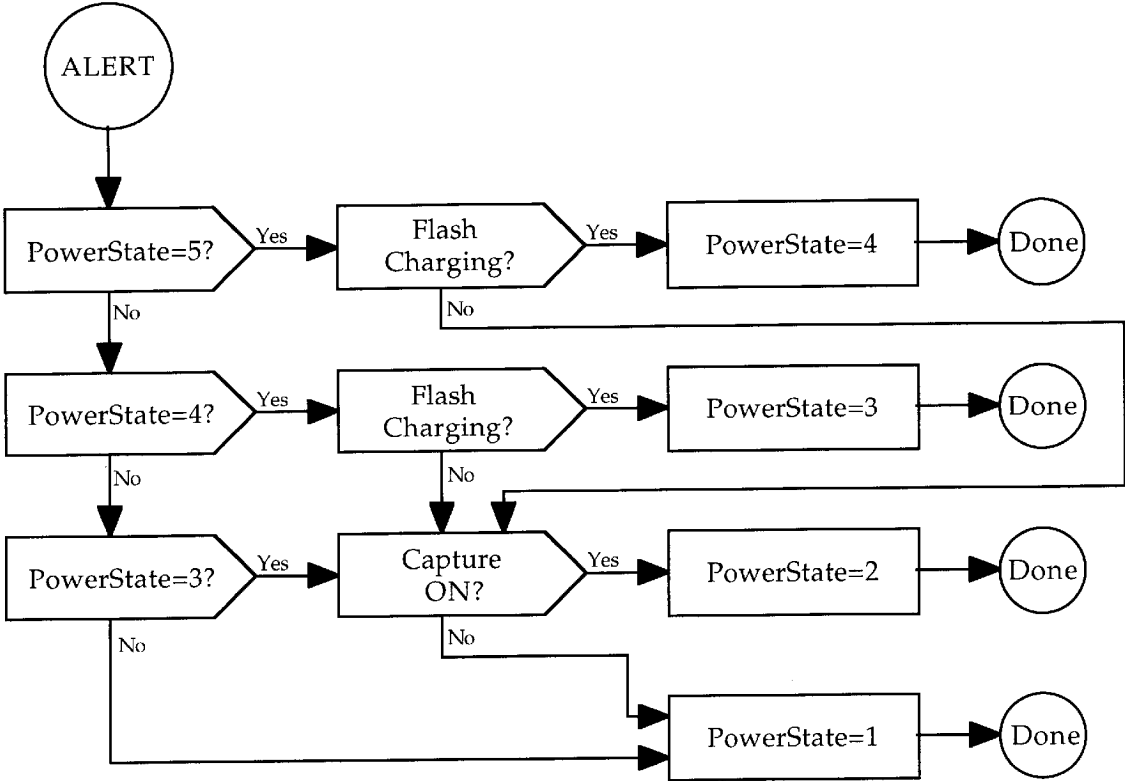 ALERT
PowerState=5?
Yes
Flash
Charging?
Yes
PowerState=4
Done
No
No
PowerState=4?
Yes
Flash
Charging?
Yes
PowerState=3
Done
No
No
PowerState=3?
Yes
Capture
ON?
Yes
PowerState=2
Done
No
No
PowerState=1
Done